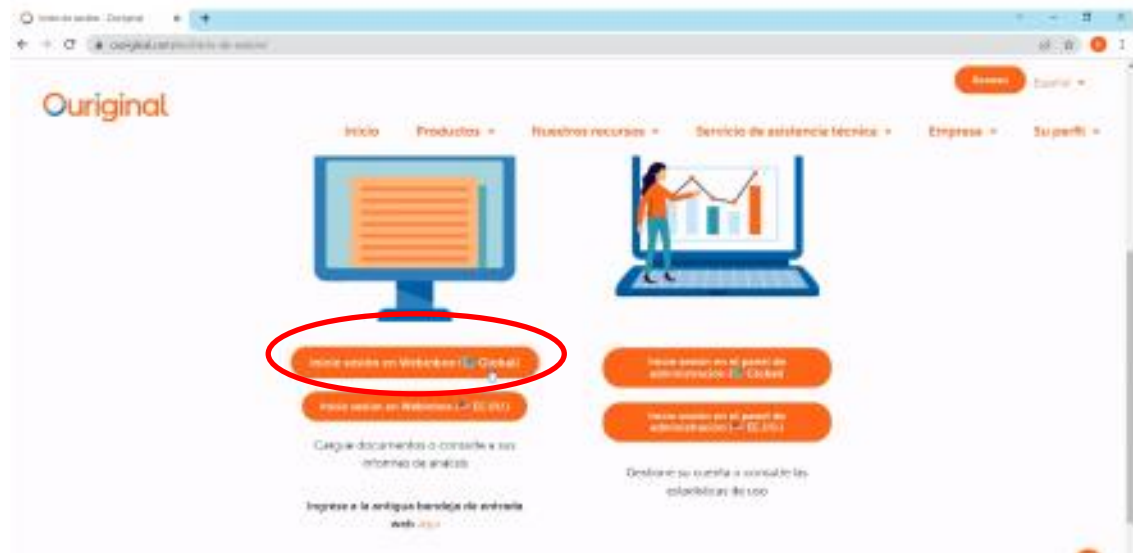 Ouriginal
Acceso
Español
Inicio Productos Nuestros recursos Servicio de asistencia técnica Empresa Su perfil
Inicie sesión en Webinbox (Global)
Inicie sesión en Webinbox (EE.UU.)
Cargue documentos o consulte sus
informes de análisis
Ingrese a la antigua bandeja de entrada
web aquí
Inicie sesión en el panel de
administración (Global)
Inicie sesión en el panel de
administración (EE.UU.)
Gestione su cuenta o consulte las
estadísticas de uso